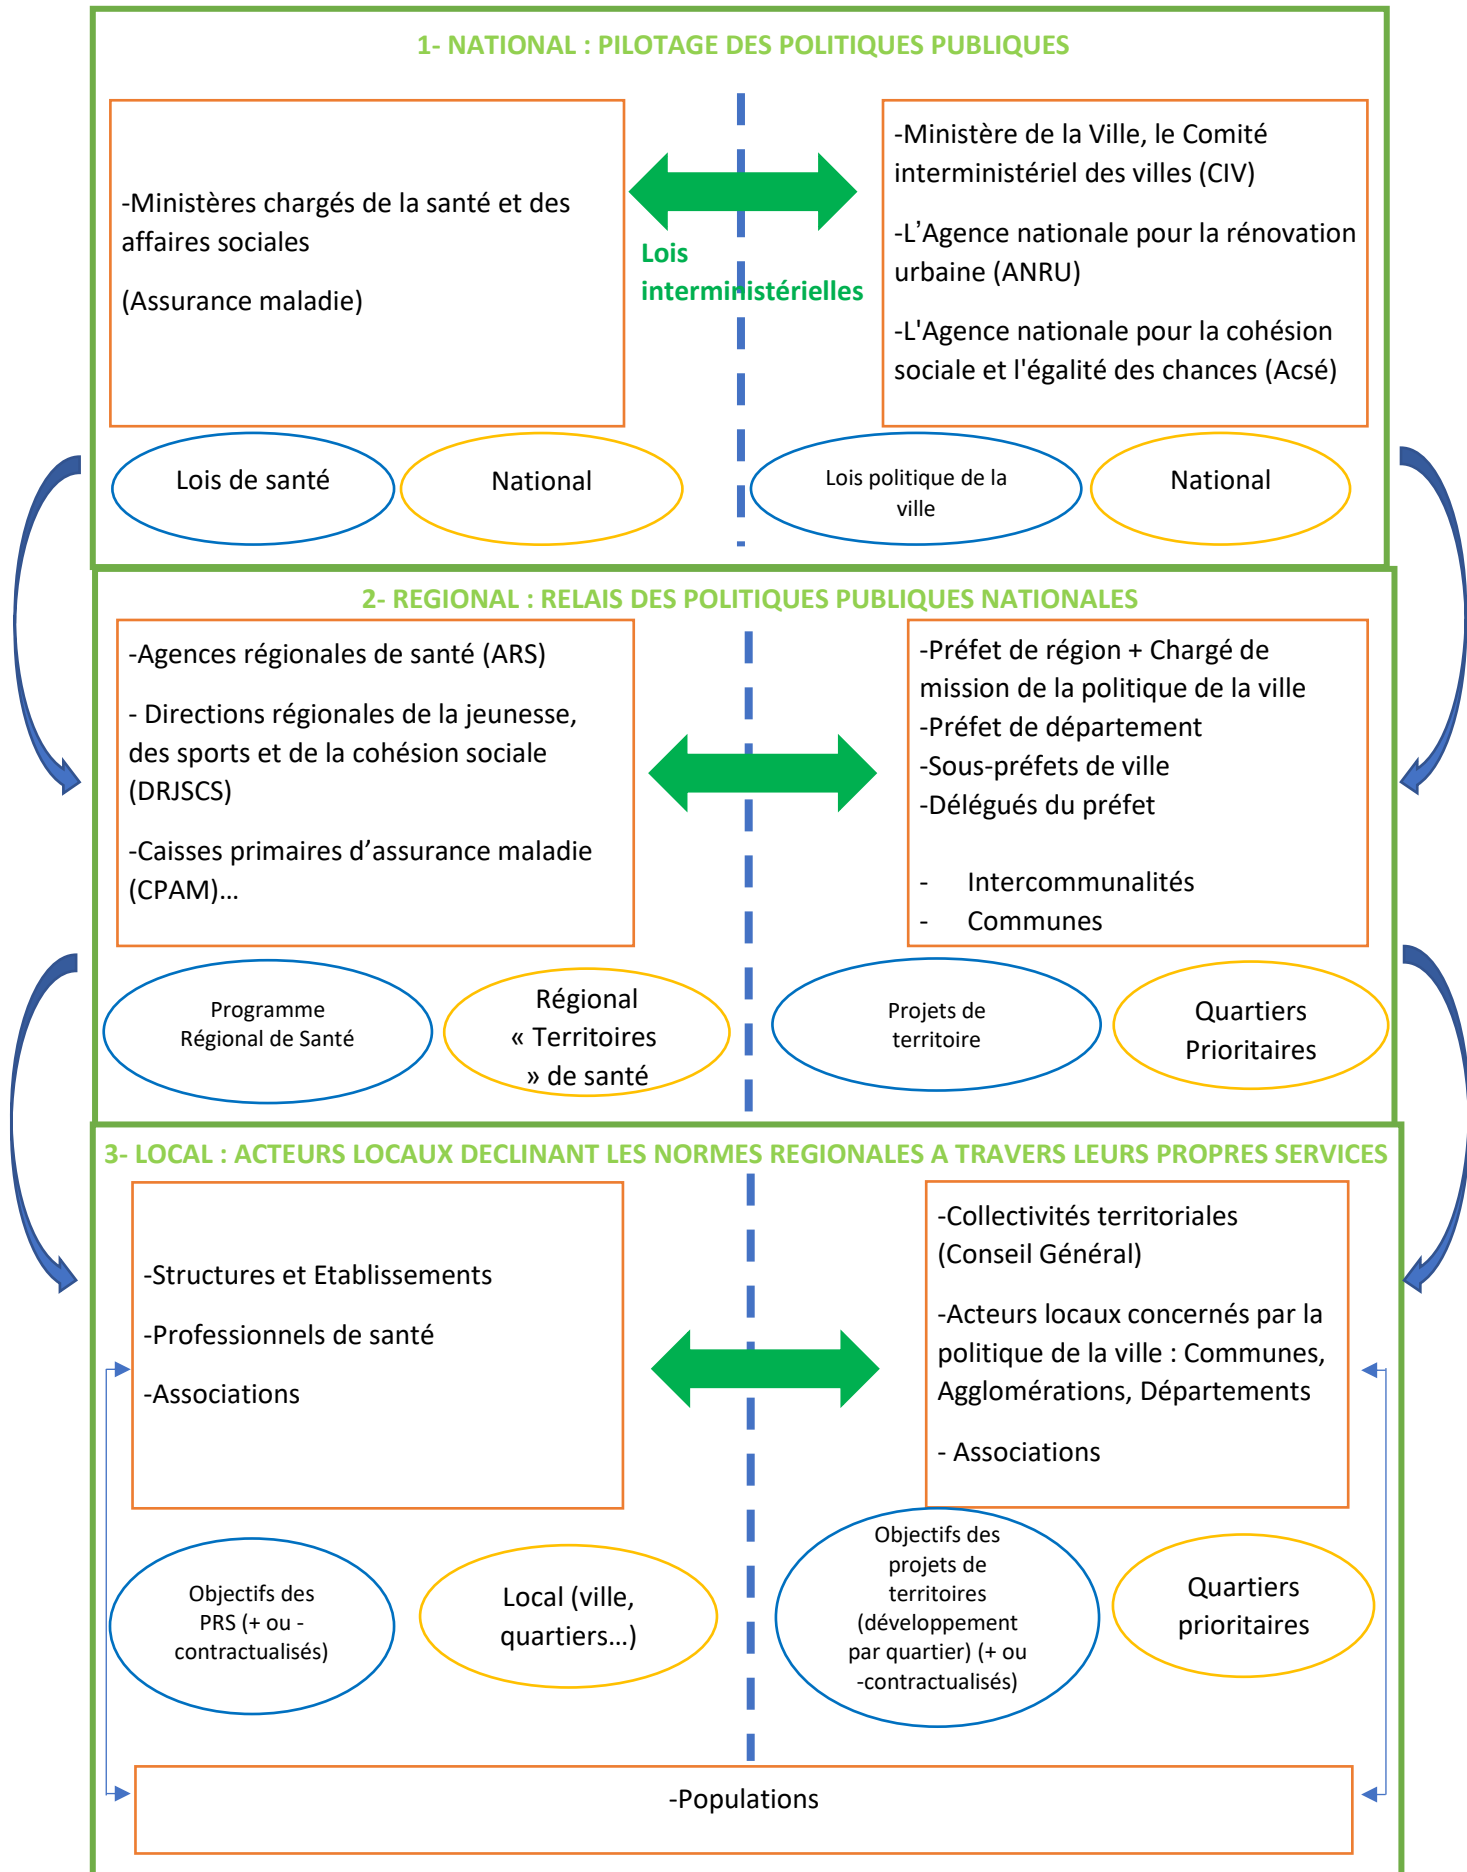 1- NATIONAL : PILOTAGE DES POLITIQUES PUBLIQUES
-Ministères chargés de la santé et des
affaires sociales
(Assurance maladie)
Lois
interministérielles
-Ministère de la Ville, le Comité
interministériel des villes (CIV)
-L’Agence nationale pour la rénovation
urbaine (ANRU)
-L'Agence nationale pour la cohésion
sociale et l'égalité des chances (Acsé)
Lois de santé
National
Lois politique de la
ville
National
2- REGIONAL : RELAIS DES POLITIQUES PUBLIQUES NATIONALES
-Agences régionales de santé (ARS)
- Directions régionales de la jeunesse,
des sports et de la cohésion sociale
(DRJSCS)
-Caisses primaires d’assurance maladie
(CPAM)…
-Préfet de région + Chargé de
mission de la politique de la ville
-Préfet de département
-Sous-préfets de ville
-Délégués du préfet
- Intercommunalités
- Communes
Programme
Régional de Santé
Régional
« Territoires
» de santé
Projets de
territoire
Quartiers
Prioritaires
3- LOCAL : ACTEURS LOCAUX DECLINANT LES NORMES REGIONALES A TRAVERS LEURS PROPRES SERVICES
-Structures et Etablissements
-Professionnels de santé
-Associations
-Collectivités territoriales
(Conseil Général)
-Acteurs locaux concernés par la
politique de la ville : Communes,
Agglomérations, Départements
- Associations
Objectifs des
PRS (+ ou -
contractualisés)
Local (ville,
quartiers…)
Objectifs des
projets de
territoires
(développement
par quartier) (+ ou
-contractualisés)
Quartiers
prioritaires
-Populations